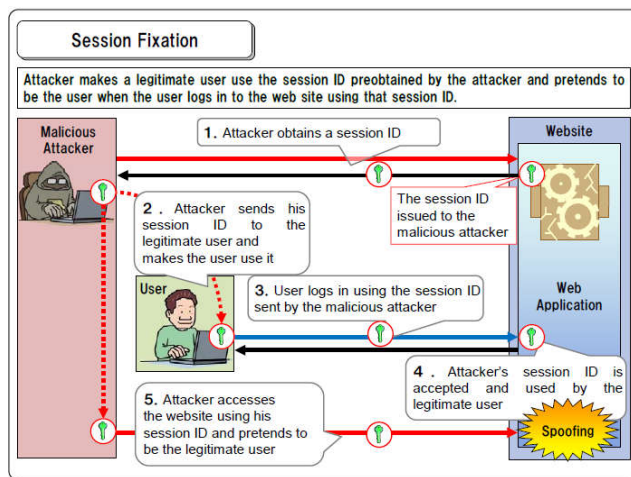 Session Fixation
Attacker makes a legitimate user use the session ID preobtained by the attacker and pretends to
be the user when the user logs in to the web site using that session ID.
Malicious
Attacker
1. Attacker obtains a session ID
Website
The session ID
issued to the
malicious attacker
2. Attacker sends his
session ID to the
legitimate user and
makes the user use it
User
3. User logs in using the session ID
sent by the malicious attacker
Web
Application
4. Attacker's session ID is
accepted and used by the
legitimate user
5. Attacker accesses
the website using his
session ID and pretends to
be the legitimate user
Spoofing